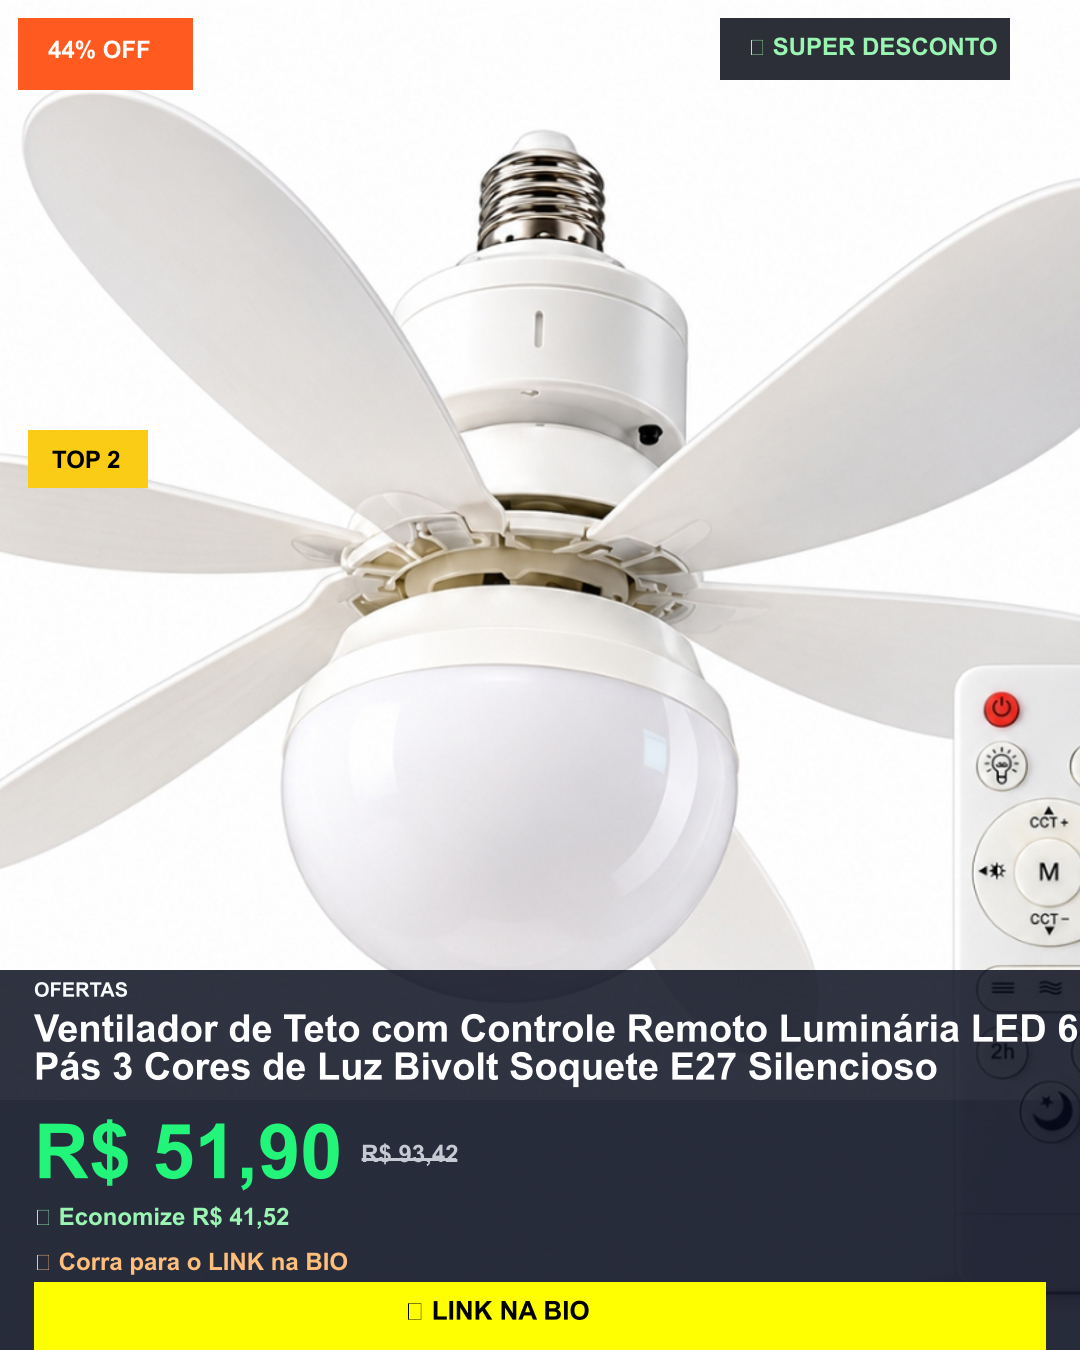 44% OFF
SUPER DESCONTO
TOP 2
CCT+
M
CCT−
OFERTAS
Ventilador de Teto com Controle Remoto Luminária LED 6
Pás 3 Cores de Luz Bivolt Soquete E27 Silencioso
2h
R$ 51,90 R$ 93,42
Economize R$ 41,52
Corra para o LINK na BIO
LINK NA BIO